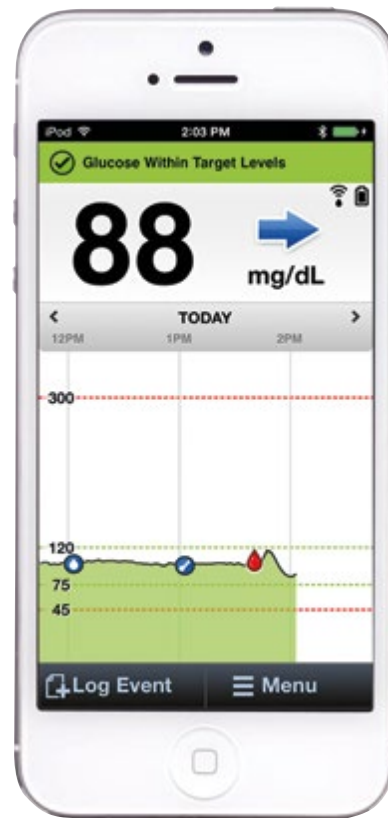 iPod 2:03 PM
Glucose Within Target Levels
88
mg/dL
TODAY
12PM 1PM 2PM
300
120
75
45
Log Event Menu